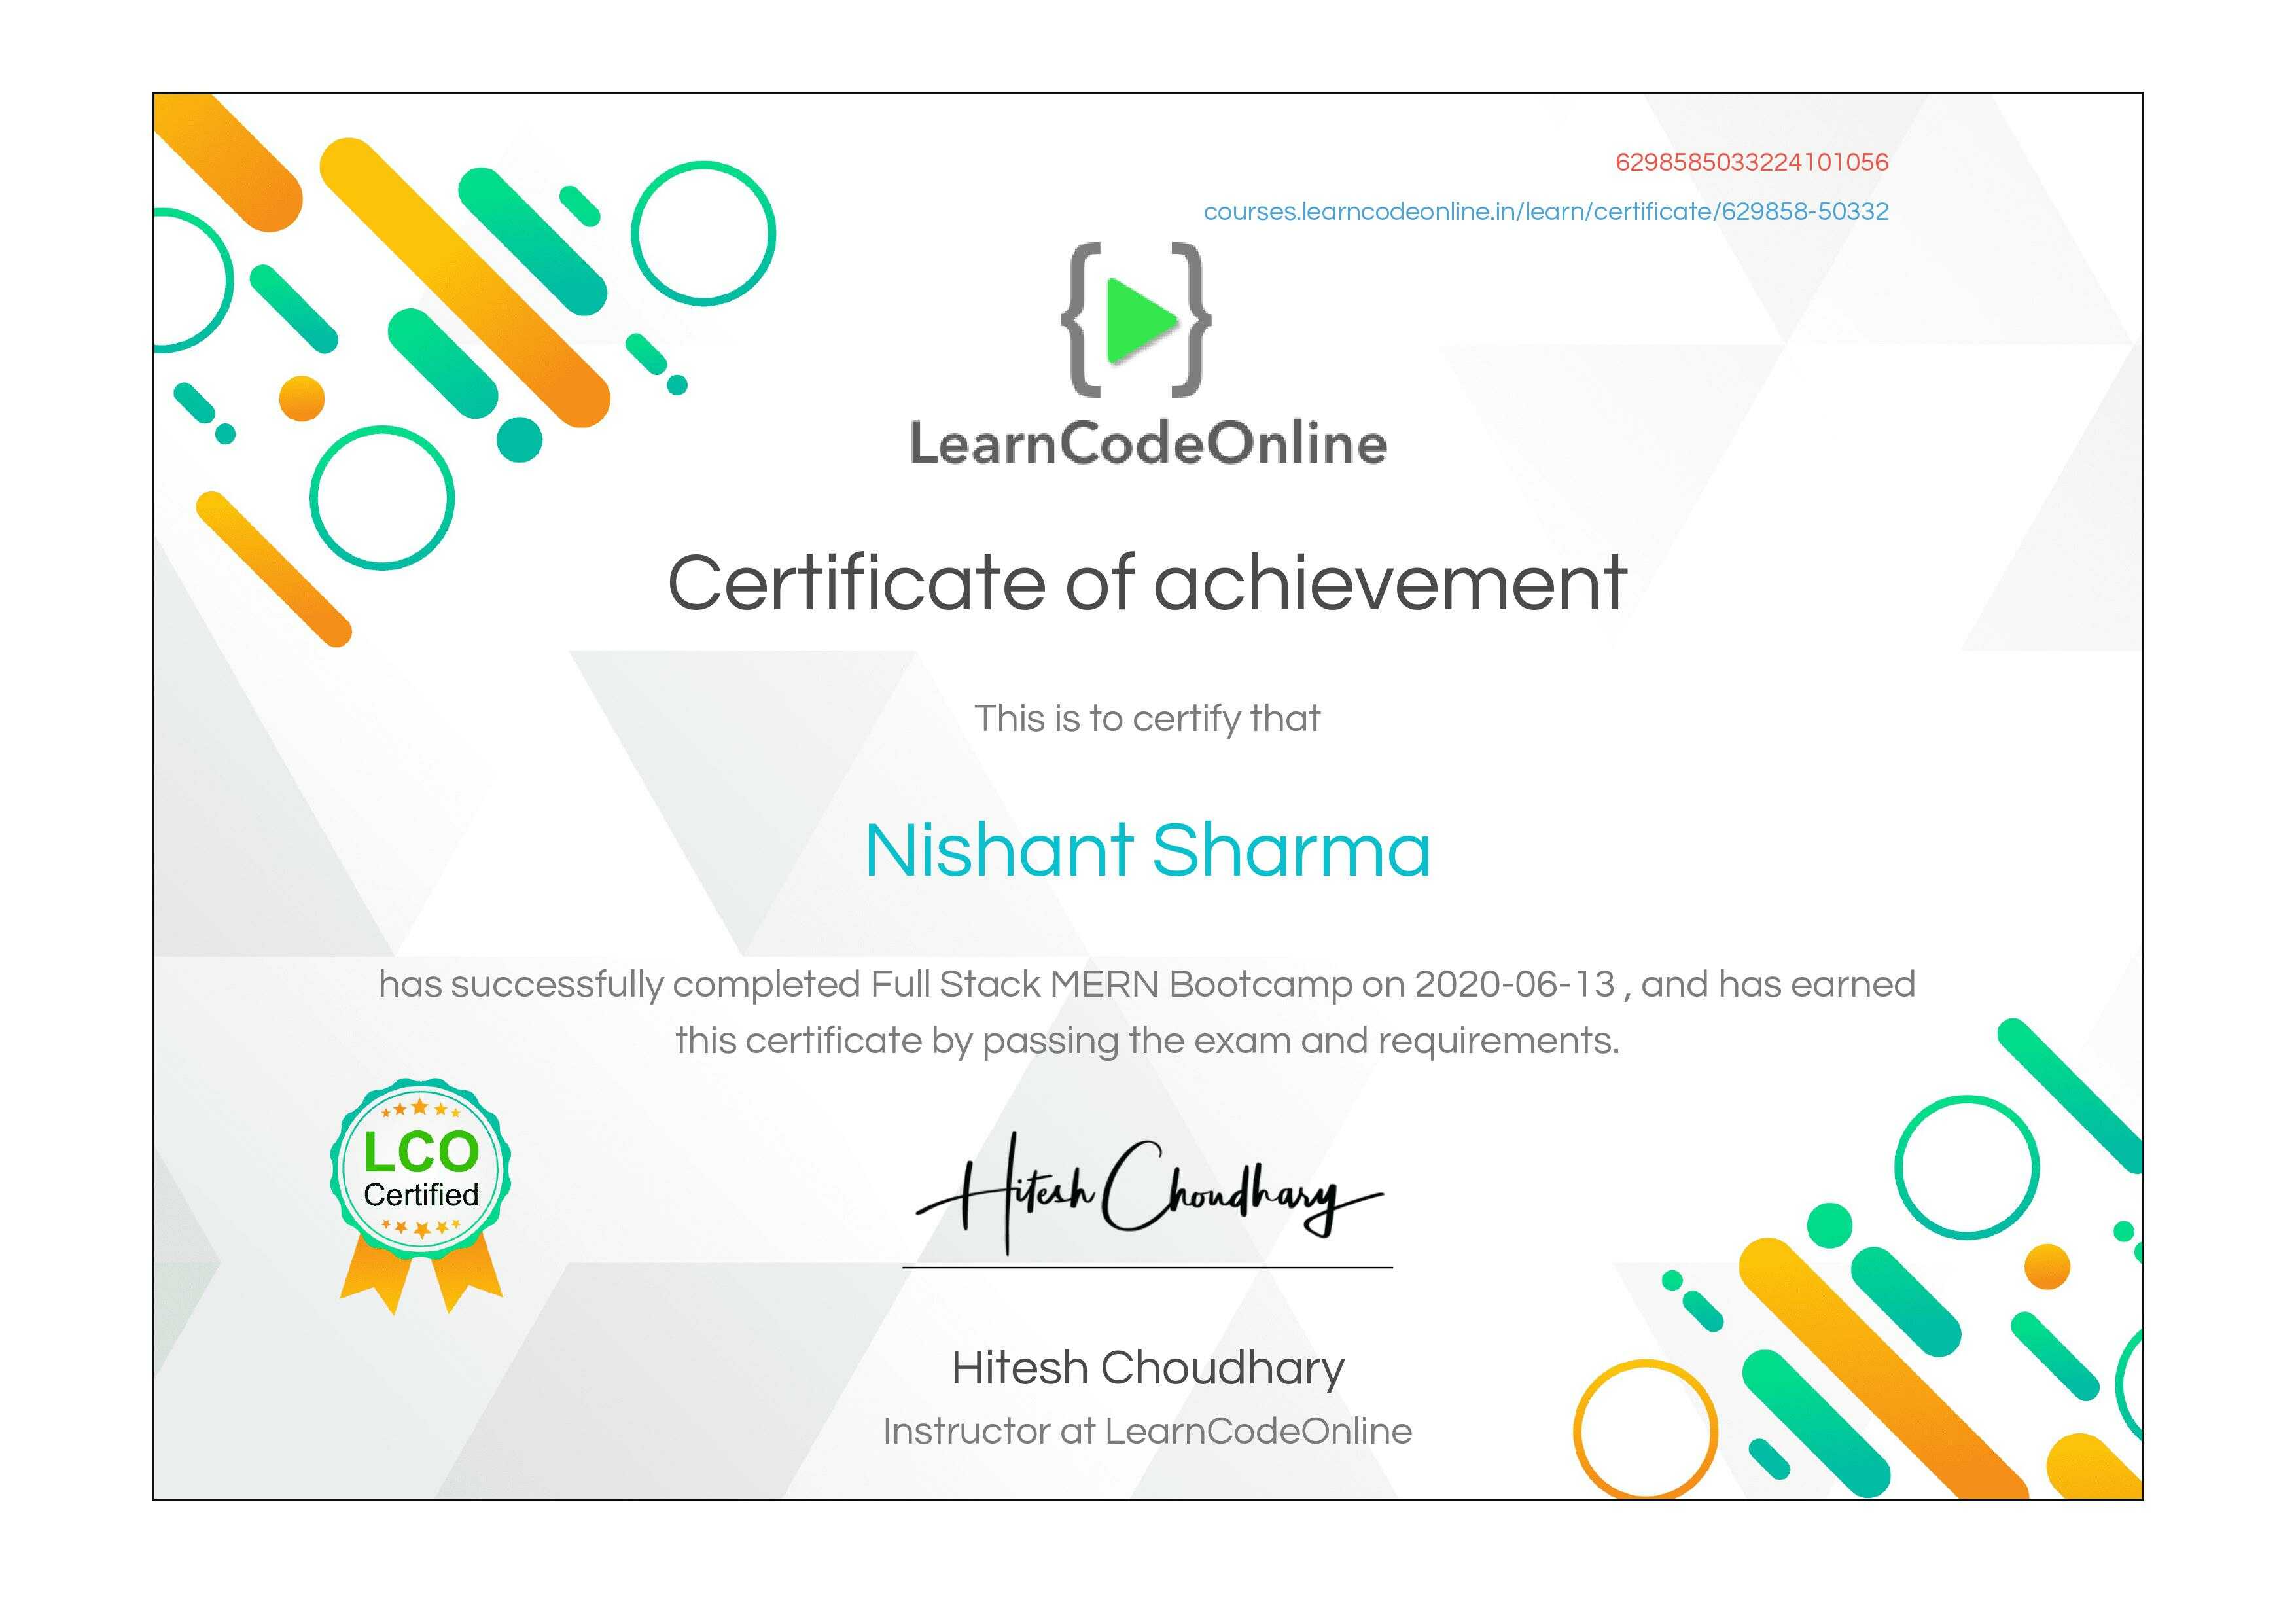 6298585033224101056
courses.learncodeonline.in/learn/certificate/629858-50332
LearnCodeOnline
Certificate of achievement
This is to certify that
Nishant Sharma
has successfully completed Full Stack MERN Bootcamp on 2020-06-13 , and has earned
this certificate by passing the exam and requirements.
LCO
Certified
Hitesh Choudhary
Hitesh Choudhary
Instructor at LearnCodeOnline